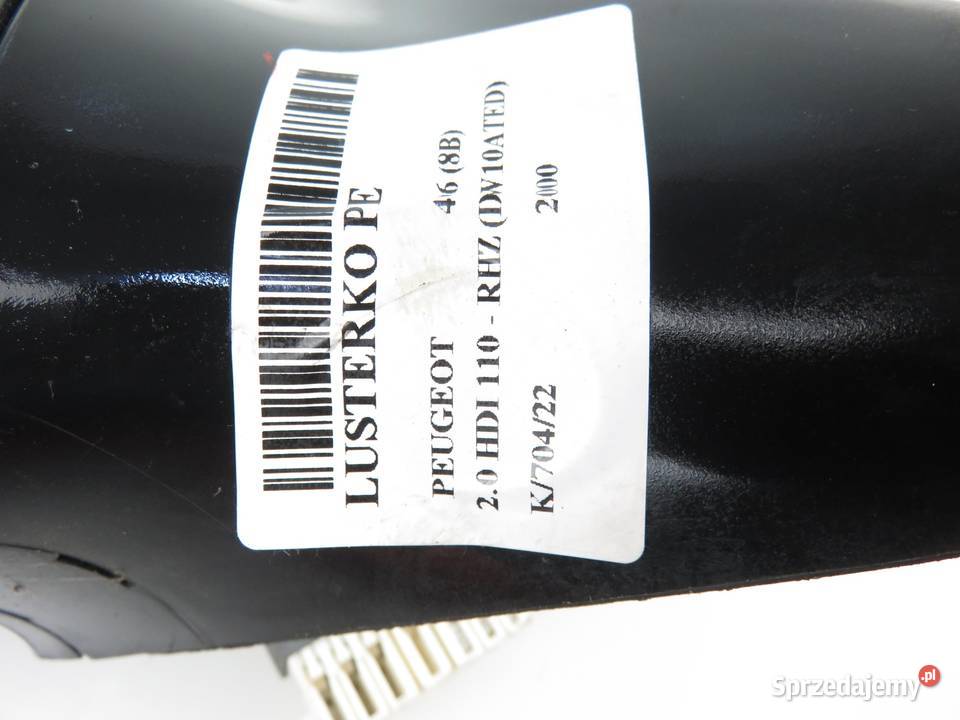 LUSTERKO PE
PEUGEOT 406 (8B)
2.0 HDI 110 - RHZ (DW10ATED)
K/704/22 2000
Sprzedajemy.pl